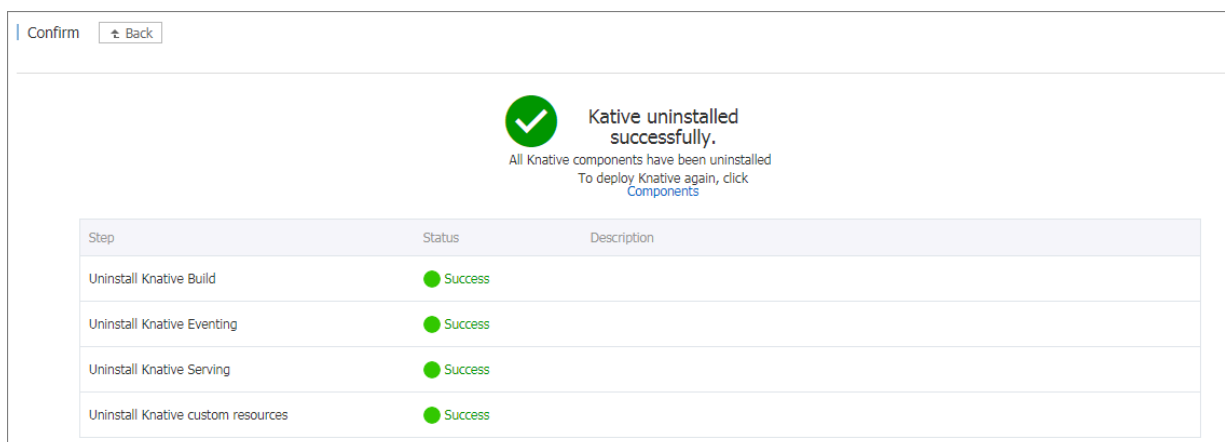 Confirm Back
Kative uninstalled
successfully.
All Knative components have been uninstalled
To deploy Knative again, click
Components
Step Status Description
Uninstall Knative Build Success
Uninstall Knative Eventing Success
Uninstall Knative Serving Success
Uninstall Knative custom resources Success